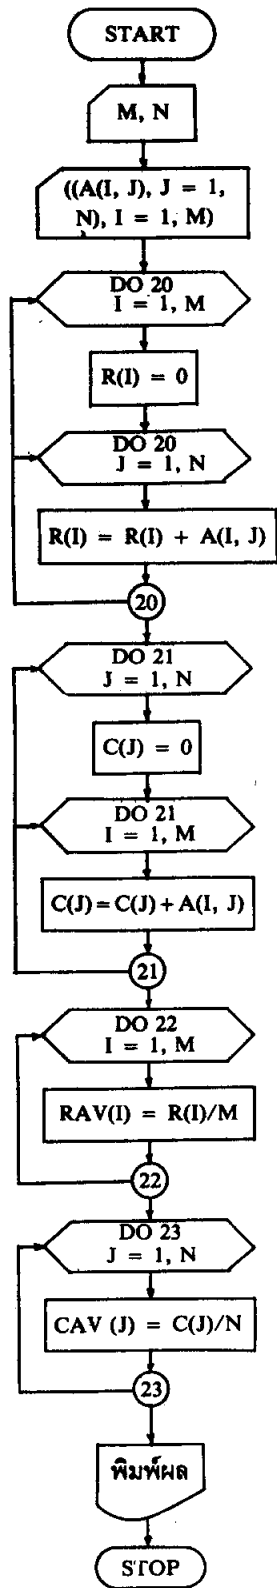 START
M, N
((A(I, J), J = 1,
N), I = 1, M)
DO 20
I = 1, M
R(I) = 0
DO 20
J = 1, N
R(I) = R(I) + A(I, J)
20
DO 21
J = 1, N
C(J) = 0
DO 21
I = 1, M
C(J) = C(J) + A(I, J)
21
DO 22
I = 1, M
RAV(I) = R(I)/M
22
DO 23
J = 1, N
CAV (J) = C(J)/N
23
พิมพ์ผล
STOP